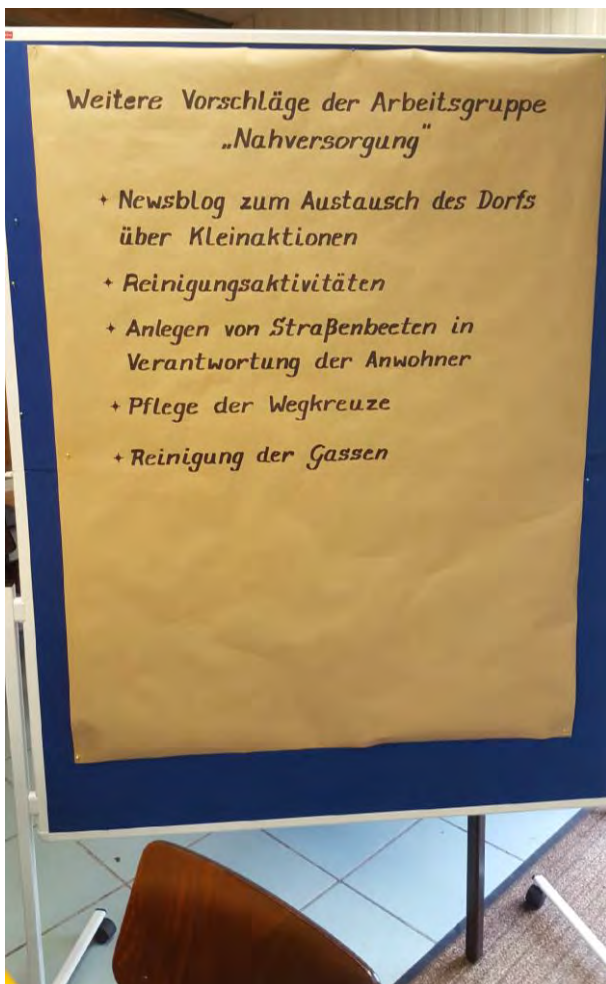 Weitere Vorschläge der Arbeitsgruppe
„Nahversorgung"
+ Newsblog zum Austausch des Dorfs
über Kleinaktionen
+ Reinigungsaktivitäten
+ Anlegen von Straßenbeeten in
Verantwortung der Anwohner
+ Pflege der Wegkreuze
+ Reinigung der Gassen